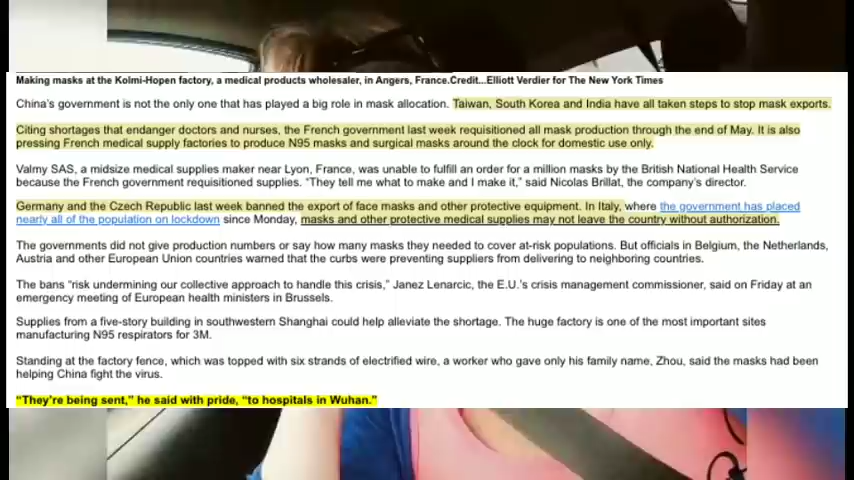 Making masks at the Kolmi-Hopen factory, a medical products wholesaler, in Angers, France.Credit...Elliott Verdier for The New York Times
China's government is not the only one that has played a big role in mask allocation. Taiwan, South Korea and India have all taken steps to stop mask exports.
Citing shortages that endanger doctors and nurses, the French government last week requisitioned all mask production through the end of May. It is also
pressing French medical supply factories to produce N95 masks and surgical masks around the clock for domestic use only.
Valmy SAS, a midsize medical supplies maker near Lyon, France, was unable to fulfill an order for a million masks by the British National Health Service
because the French government requisitioned supplies. “They tell me what to make and I make it,” said Nicolas Brillat, the company's director.
Germany and the Czech Republic last week banned the export of face masks and other protective equipment. In Italy, where the government has placed
nearly all of the population on lockdown since Monday, masks and other protective medical supplies may not leave the country without authorization.
The governments did not give production numbers or say how many masks they needed to cover at-risk populations. But officials in Belgium, the Netherlands,
Austria and other European Union countries warned that the curbs were preventing suppliers from delivering to neighboring countries.
The bans “risk undermining our collective approach to handle this crisis,” Janez Lenarcic, the E.U.'s crisis management commissioner, said on Friday at an
emergency meeting of European health ministers in Brussels.
Supplies from a five-story building in southwestern Shanghai could help alleviate the shortage. The huge factory is one of the most important sites
manufacturing N95 respirators for 3M.
Standing at the factory fence, which was topped with six strands of electrified wire, a worker who gave only his family name, Zhou, said the masks had been
helping China fight the virus.
“They're being sent,” he said with pride, “to hospitals in Wuhan.”